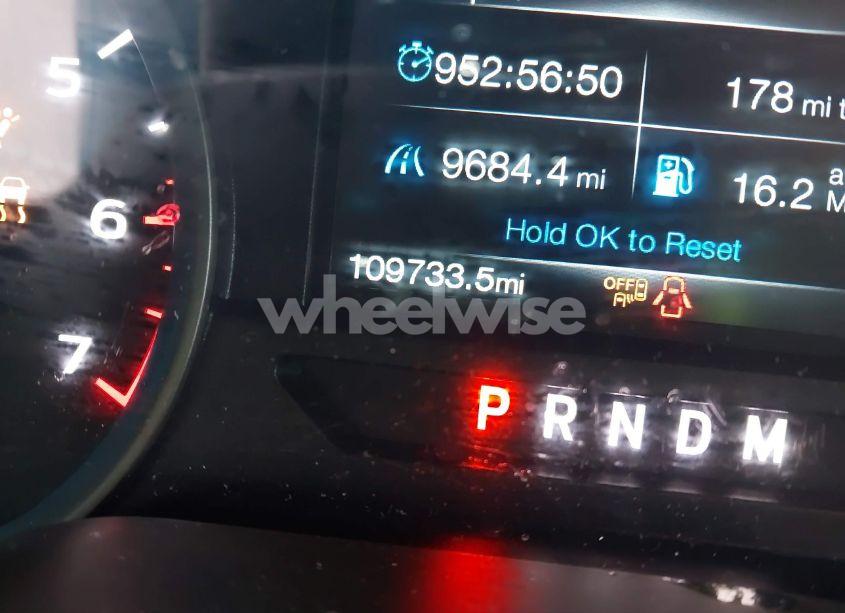 5
952:56:50
178 mi t
6
9684.4 mi
16.2
Hold OK to Reset
109733.5mi
OFF
7
wheelwise
P R N D M